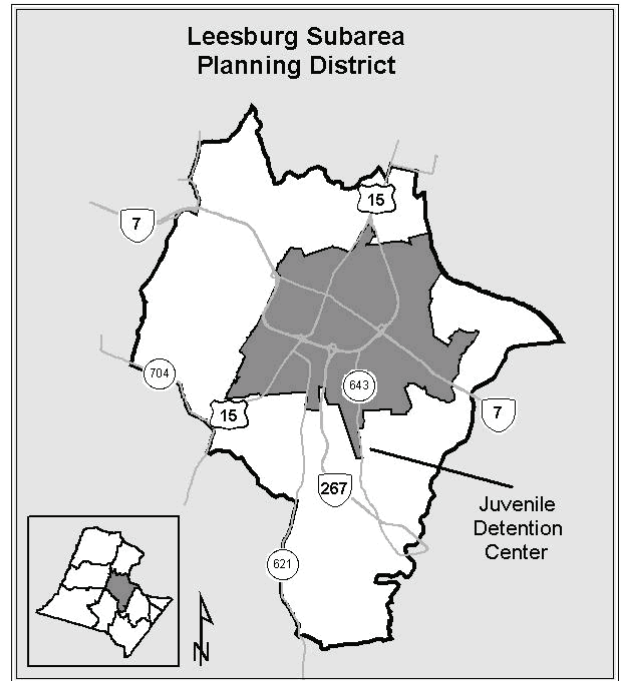 Leesburg Subarea
Planning District
15
7
704
643
15
7
267
Juvenile
Detention
Center
621
N